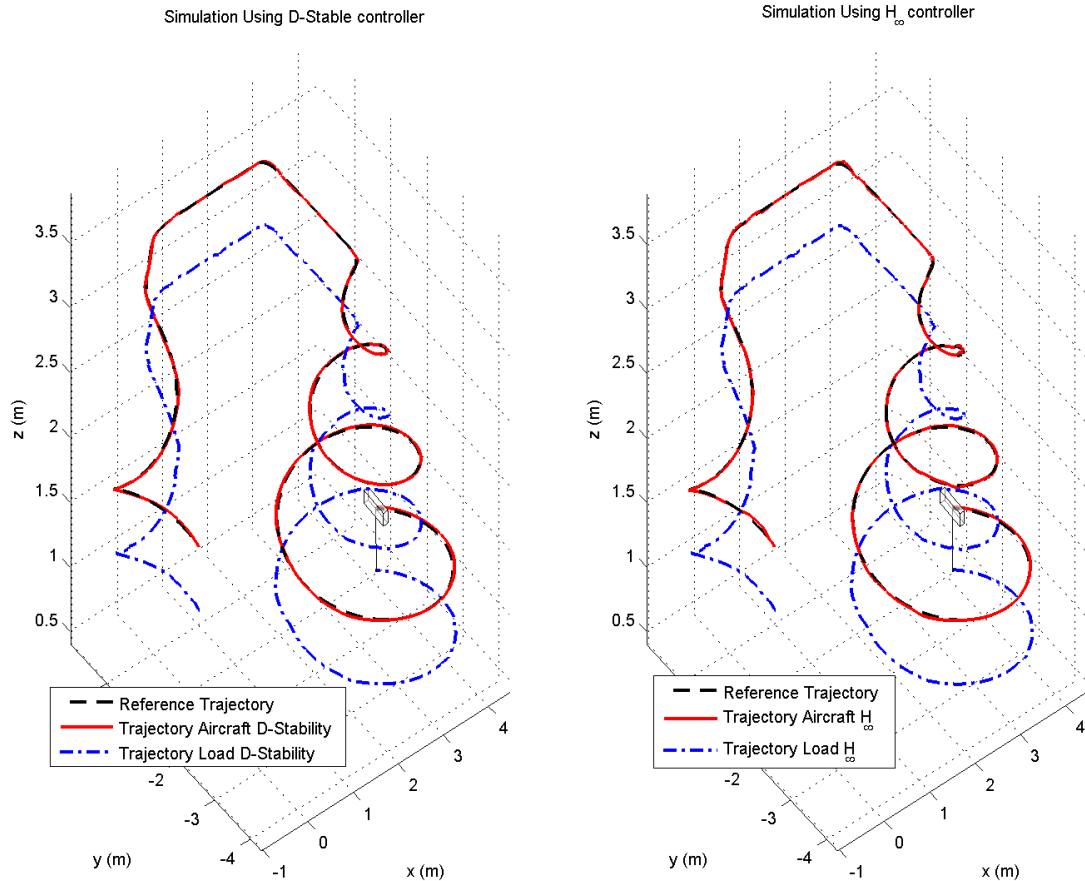 Simulation Using D-Stable controller
3.5
3
2.5
2
1.5
1
0.5
z (m)
Reference Trajectory
Trajectory Aircraft D-Stability
Trajectory Load D-Stability
-2
-3
-4
y (m)
-1
0
1
2
3
4
x (m)
Simulation Using H∞ controller
3.5
3
2.5
2
1.5
1
0.5
z (m)
Reference Trajectory
Trajectory Aircraft H∞
Trajectory Load H∞
-2
-3
-4
y (m)
-1
0
1
2
3
4
x (m)